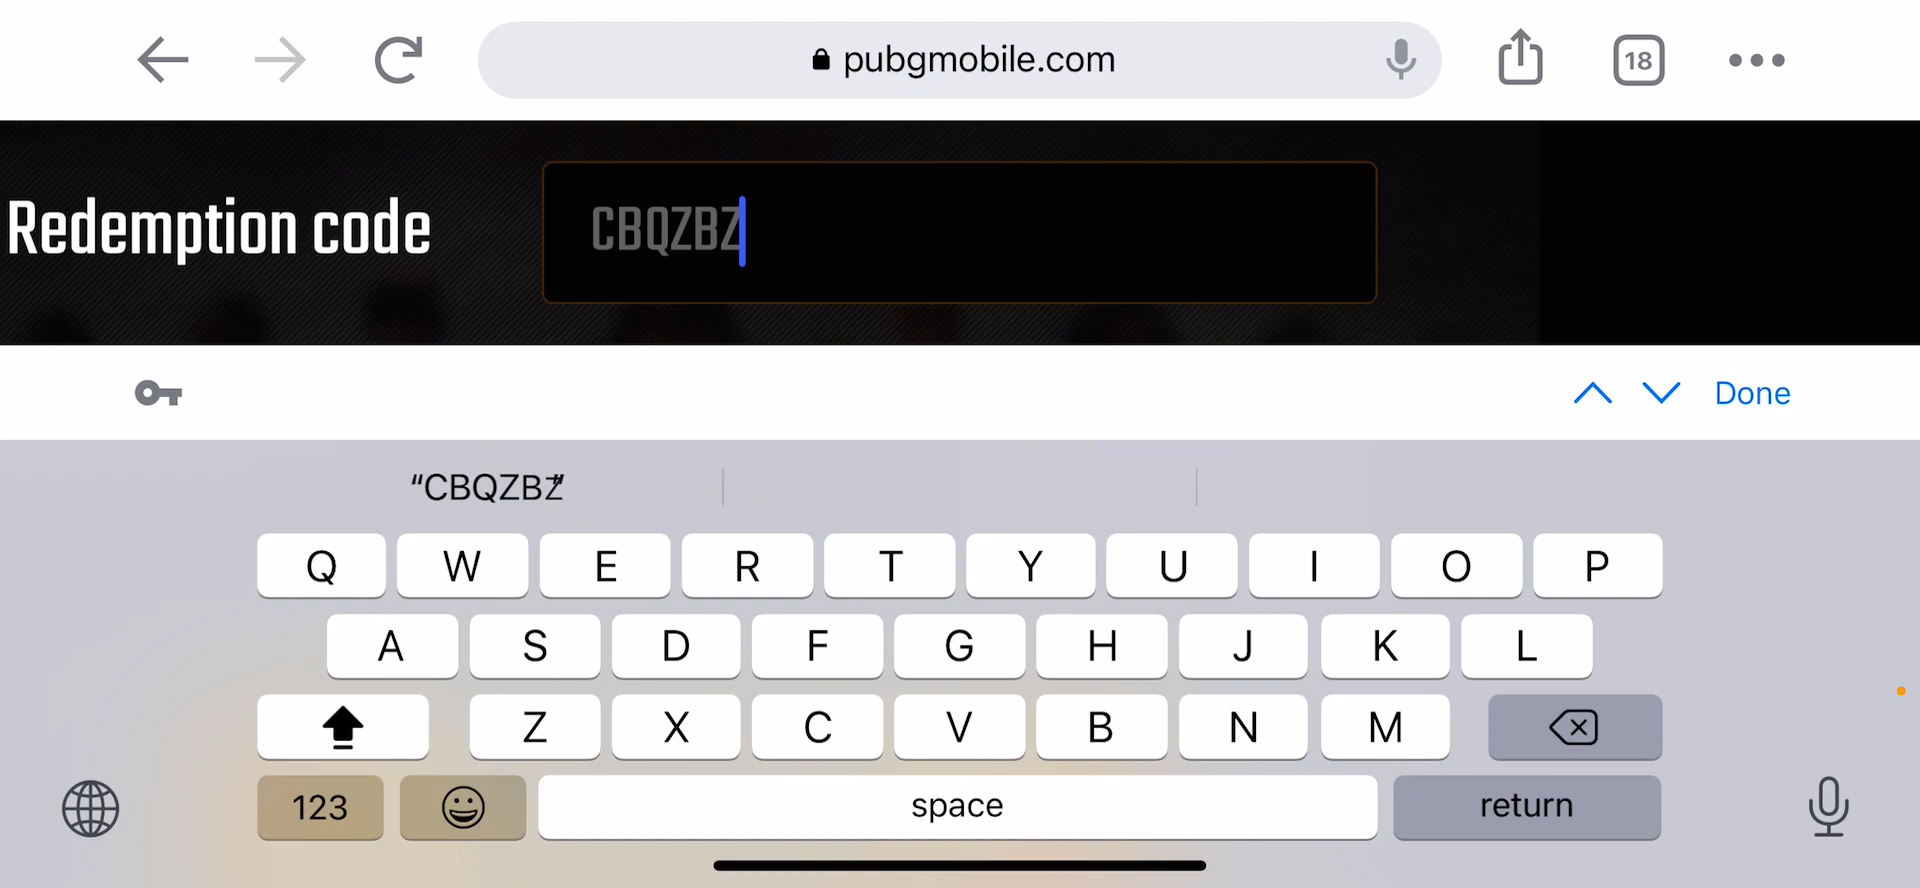 pubgmobile.com
18
Redemption code
CBQZBZ
Done
“CBQZBZ”
Q W E R T Y U I O P
A S D F G H J K L
Z X C V B N M
123
space
return